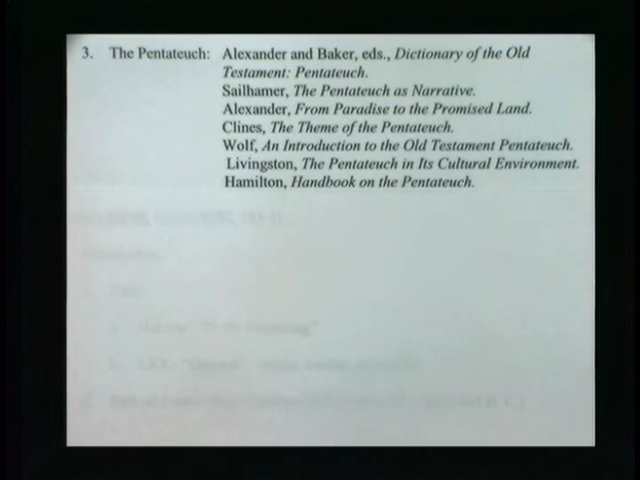 3. The Pentateuch: Alexander and Baker, eds., Dictionary of the Old
Testament: Pentateuch.
Sailhamer, The Pentateuch as Narrative.
Alexander, From Paradise to the Promised Land.
Clines, The Theme of the Pentateuch.
Wolf, An Introduction to the Old Testament Pentateuch.
Livingston, The Pentateuch in Its Cultural Environment.
Hamilton, Handbook on the Pentateuch.